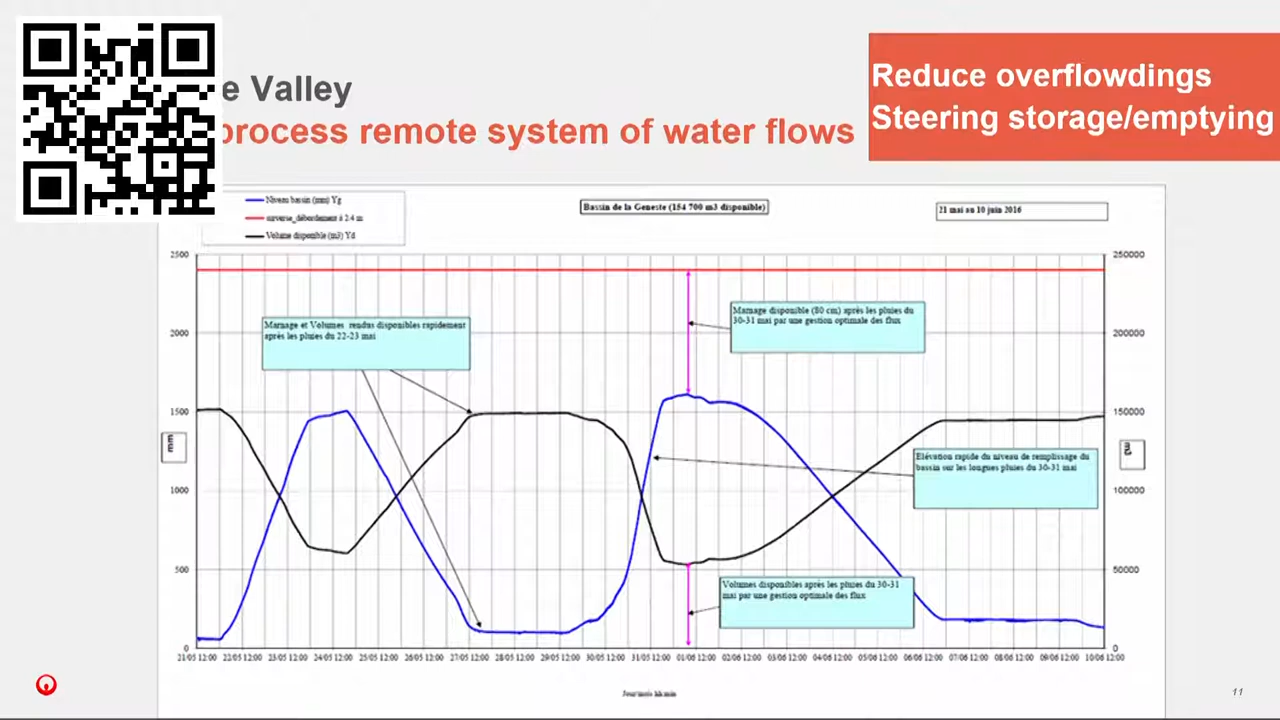 e Valley
process remote system of water flows
Reduce overflowdings
Steering storage/emptying
Niveau bassin (mm) Yg
surverse_débordement à 2.4 m
Volume disponible (m3) Yd
Bassin de la Geneste (154 700 m3 disponible)
21 mai au 10 juin 2016
2500
2000
1500
1000
500
0
mm
250000
200000
150000
100000
50000
0
m3
Marnage et Volumes rendus disponibles rapidement
après les pluies du 22-23 mai
Marnage disponible (80 cm) après les pluies du
30-31 mai par une gestion optimale des flux
Elévation rapide du niveau de remplissage du
bassin sur les longues pluies du 30-31 mai
Volumes disponibles après les pluies du 30-31
mai par une gestion optimale des flux
21/05 12:00 22/05 12:00 23/05 12:00 24/05 12:00 25/05 12:00 26/05 12:00 27/05 12:00 28/05 12:00 29/05 12:00 30/05 12:00 31/05 12:00 01/06 12:00 02/06 12:00 03/06 12:00 04/06 12:00 05/06 12:00 06/06 12:00 07/06 12:00 08/06 12:00 09/06 12:00 10/06 12:00
Jour/mois hh:mm
11